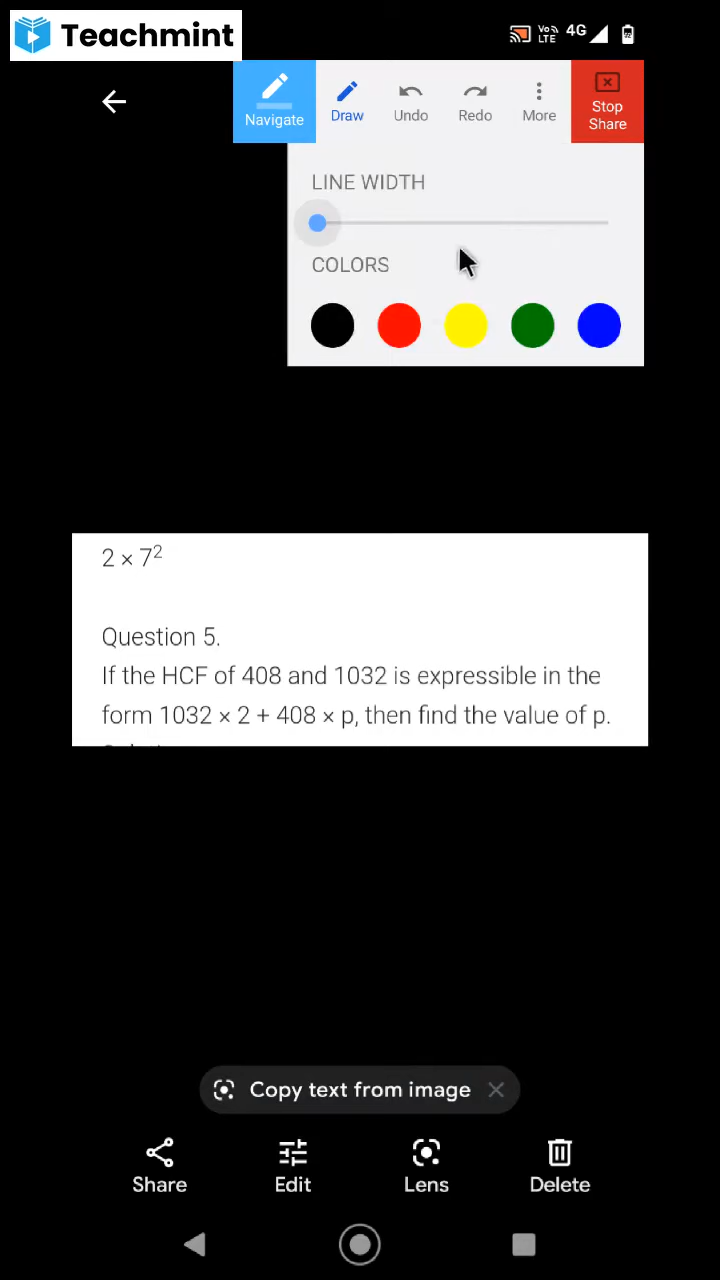 Teachmint
Vo LTE 4G
Navigate
Draw
Undo
Redo
More
Stop
Share
LINE WIDTH
COLORS
2 × 7²
Question 5.
If the HCF of 408 and 1032 is expressible in the
form 1032 × 2 + 408 × p, then find the value of p.
Copy text from image
Share
Edit
Lens
Delete